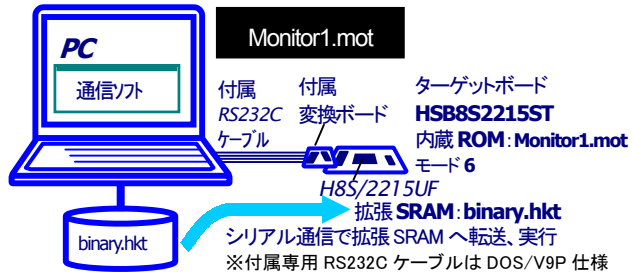 Monitor1.mot
PC
通信ソフト
付属
RS232C
ケーブル
付属
変換ボード
ターゲットボード
HSB8S2215ST
内蔵 ROM：Monitor1.mot
モード 6
H8S/2215UF
拡張 SRAM：binary.hkt
binary.hkt
シリアル通信で拡張 SRAM へ転送、実行
※付属専用 RS232C ケーブルは DOS/V9P 仕様